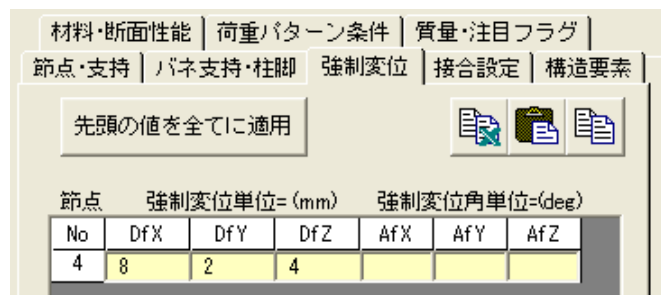 材料・断面性能 荷重パターン条件 質量・注目フラグ
節点・支持 バネ支持・柱脚 強制変位 接合設定 構造要素
先頭の値を全てに適用
節点 強制変位単位=(mm) 強制変位角単位=(deg)
No DfX DfY DfZ AfX AfY AfZ
4 8 2 4